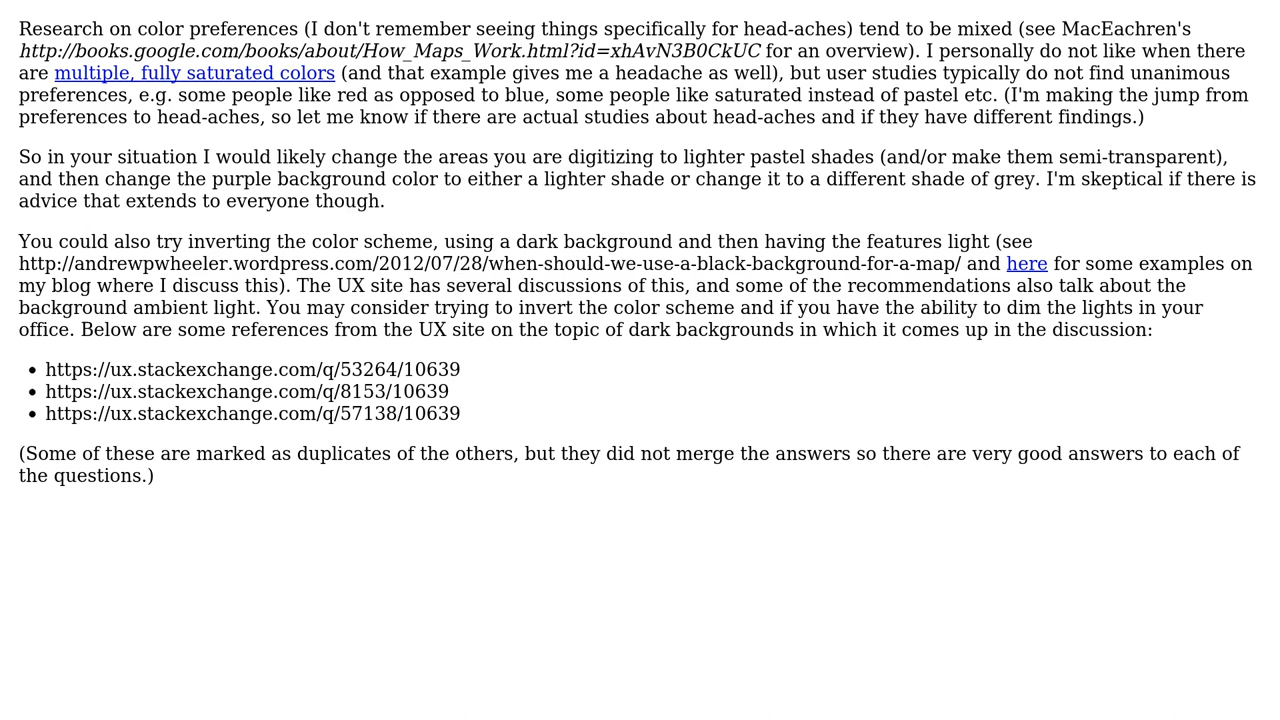 Research on color preferences (I don't remember seeing things specifically for head-aches) tend to be mixed (see MacEachren's
http://books.google.com/books/about/How_Maps_Work.html?id=xhAvN3B0CkUC for an overview). I personally do not like when there
are multiple, fully saturated colors (and that example gives me a headache as well), but user studies typically do not find unanimous
preferences, e.g. some people like red as opposed to blue, some people like saturated instead of pastel etc. (I'm making the jump from
preferences to head-aches, so let me know if there are actual studies about head-aches and if they have different findings.)
So in your situation I would likely change the areas you are digitizing to lighter pastel shades (and/or make them semi-transparent),
and then change the purple background color to either a lighter shade or change it to a different shade of grey. I'm skeptical if there is
advice that extends to everyone though.
You could also try inverting the color scheme, using a dark background and then having the features light (see
http://andrewpwheeler.wordpress.com/2012/07/28/when-should-we-use-a-black-background-for-a-map/ and here for some examples on
my blog where I discuss this). The UX site has several discussions of this, and some of the recommendations also talk about the
background ambient light. You may consider trying to invert the color scheme and if you have the ability to dim the lights in your
office. Below are some references from the UX site on the topic of dark backgrounds in which it comes up in the discussion:
• https://ux.stackexchange.com/q/53264/10639
• https://ux.stackexchange.com/q/8153/10639
• https://ux.stackexchange.com/q/57138/10639
(Some of these are marked as duplicates of the others, but they did not merge the answers so there are very good answers to each of
the questions.)